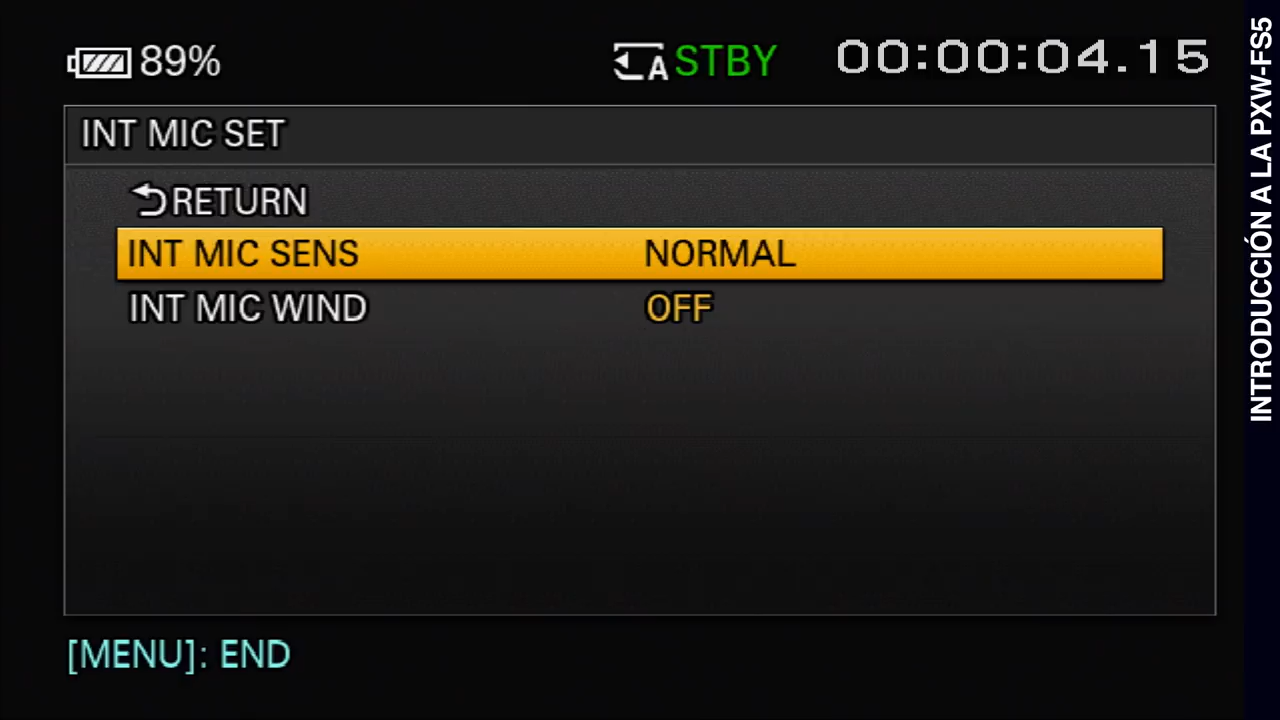 89%
A STBY 00:00:04.15
INT MIC SET
RETURN
INT MIC SENS NORMAL
INT MIC WIND OFF
[MENU]: END
INTRODUCCIÓN A LA PXW-FS5